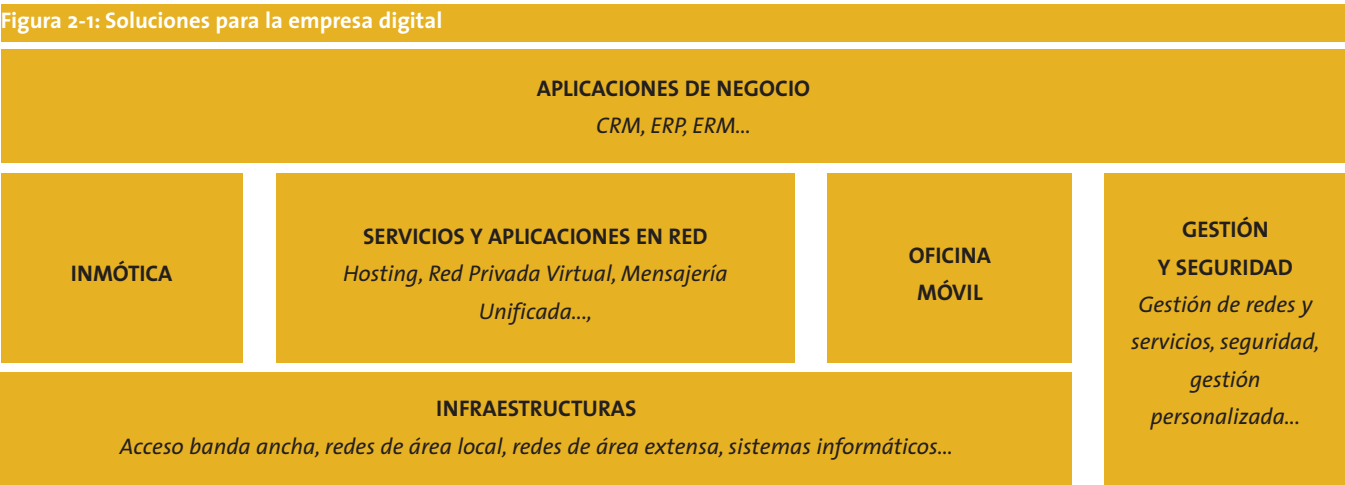 Figura 2-1: Soluciones para la empresa digital
APLICACIONES DE NEGOCIO
CRM, ERP, ERM...
INMÓTICA
SERVICIOS Y APLICACIONES EN RED
Hosting, Red Privada Virtual, Mensajería
Unificada...,
OFICINA
MÓVIL
GESTIÓN
Y SEGURIDAD
Gestión de redes y
servicios, seguridad,
gestión
personalizada...
INFRAESTRUCTURAS
Acceso banda ancha, redes de área local, redes de área extensa, sistemas informáticos...